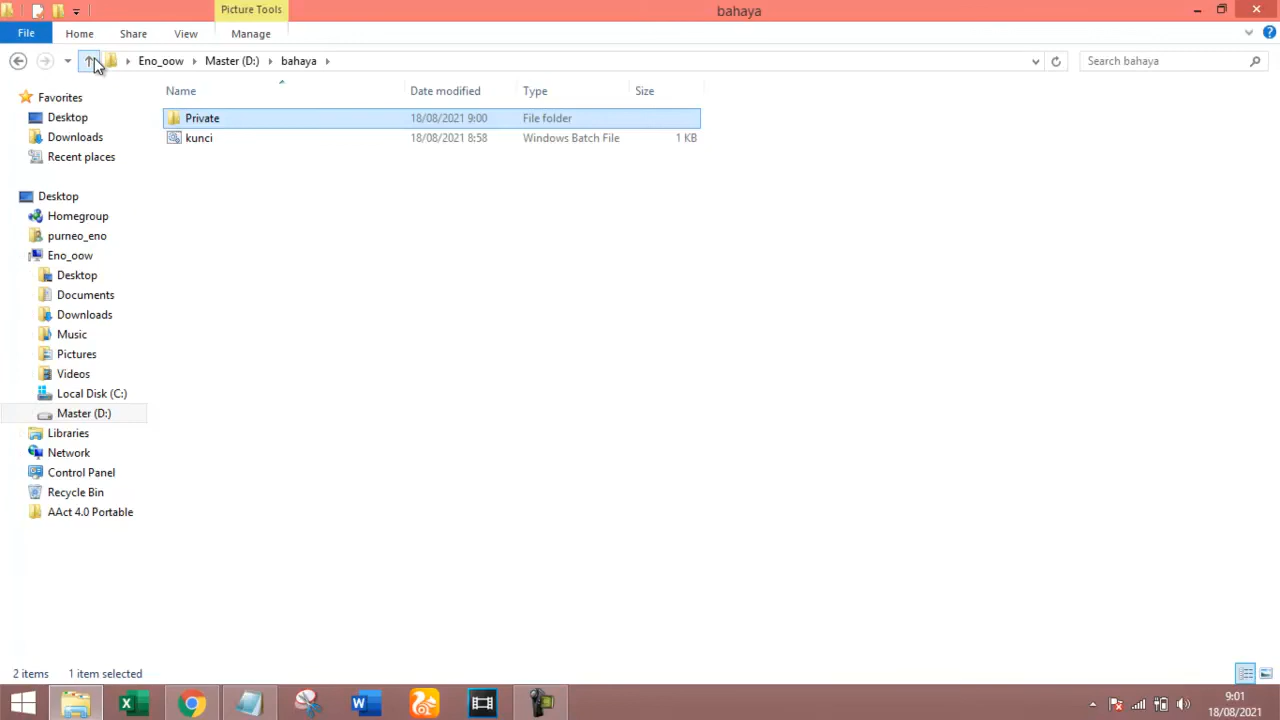 Picture Tools
bahaya
File Home Share View Manage
Eno_oow Master (D:) bahaya Search bahaya
Name Date modified Type Size
Private 18/08/2021 9:00 File folder
kunci 18/08/2021 8:58 Windows Batch File 1 KB
Favorites
Desktop
Downloads
Recent places
Desktop
Homegroup
purneo_eno
Eno_oow
Desktop
Documents
Downloads
Music
Pictures
Videos
Local Disk (C:)
Master (D:)
Libraries
Network
Control Panel
Recycle Bin
AAct 4.0 Portable
2 items 1 item selected
9:01
18/08/2021